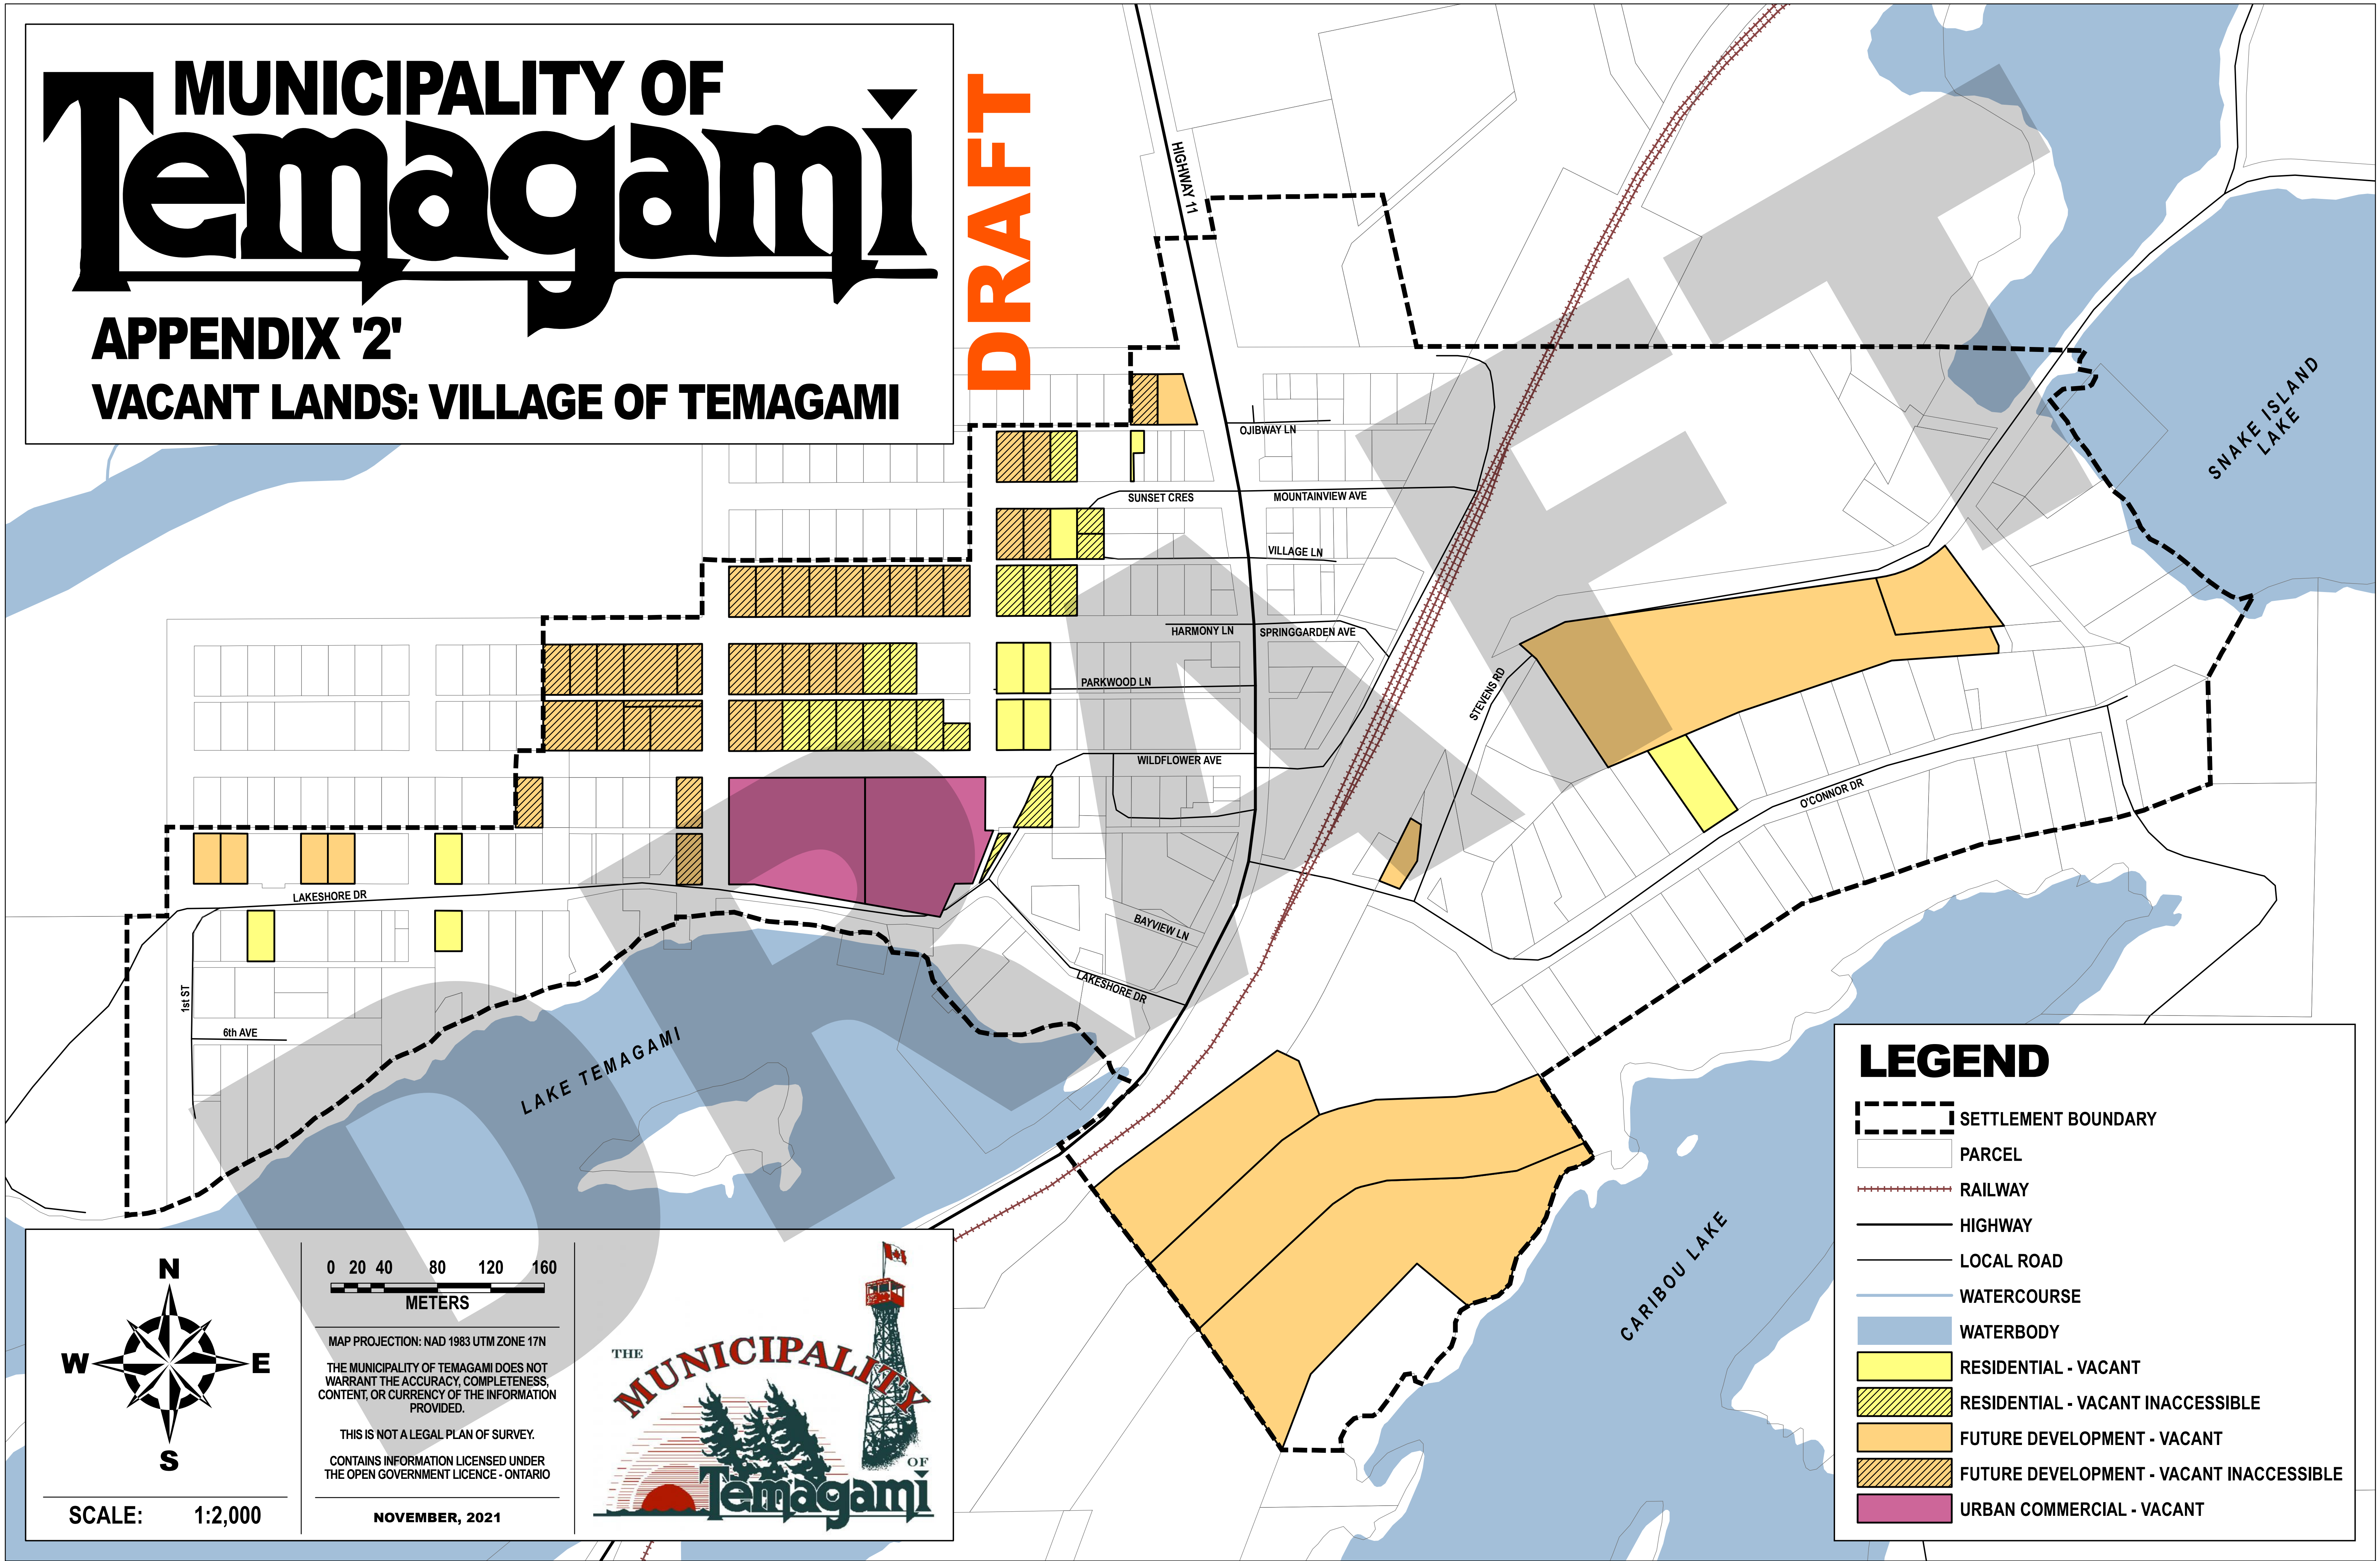 MUNICIPALITY OF
Temagami
APPENDIX '2'
VACANT LANDS: VILLAGE OF TEMAGAMI
DRAFT
DRAFT
HIGHWAY 11
SNAKE ISLAND
LAKE
OJIBWAY LN
SUNSET CRES
MOUNTAINVIEW AVE
VILLAGE LN
HARMONY LN
SPRINGGARDEN AVE
PARKWOOD LN
STEVENS RD
WILDFLOWER AVE
O'CONNOR DR
LAKESHORE DR
BAYVIEW LN
LAKESHORE DR
1st ST
6th AVE
LAKE TEMAGAMI
CARIBOU LAKE
N
W
E
S
SCALE: 1:2,000
0 20 40 80 120 160
METERS
MAP PROJECTION: NAD 1983 UTM ZONE 17N
THE MUNICIPALITY OF TEMAGAMI DOES NOT
WARRANT THE ACCURACY, COMPLETENESS,
CONTENT, OR CURRENCY OF THE INFORMATION
PROVIDED.
THIS IS NOT A LEGAL PLAN OF SURVEY.
CONTAINS INFORMATION LICENSED UNDER
THE OPEN GOVERNMENT LICENCE - ONTARIO
NOVEMBER, 2021
THE
MUNICIPALITY
OF
Temagami
LEGEND
SETTLEMENT BOUNDARY
PARCEL
RAILWAY
HIGHWAY
LOCAL ROAD
WATERCOURSE
WATERBODY
RESIDENTIAL - VACANT
RESIDENTIAL - VACANT INACCESSIBLE
FUTURE DEVELOPMENT - VACANT
FUTURE DEVELOPMENT - VACANT INACCESSIBLE
URBAN COMMERCIAL - VACANT